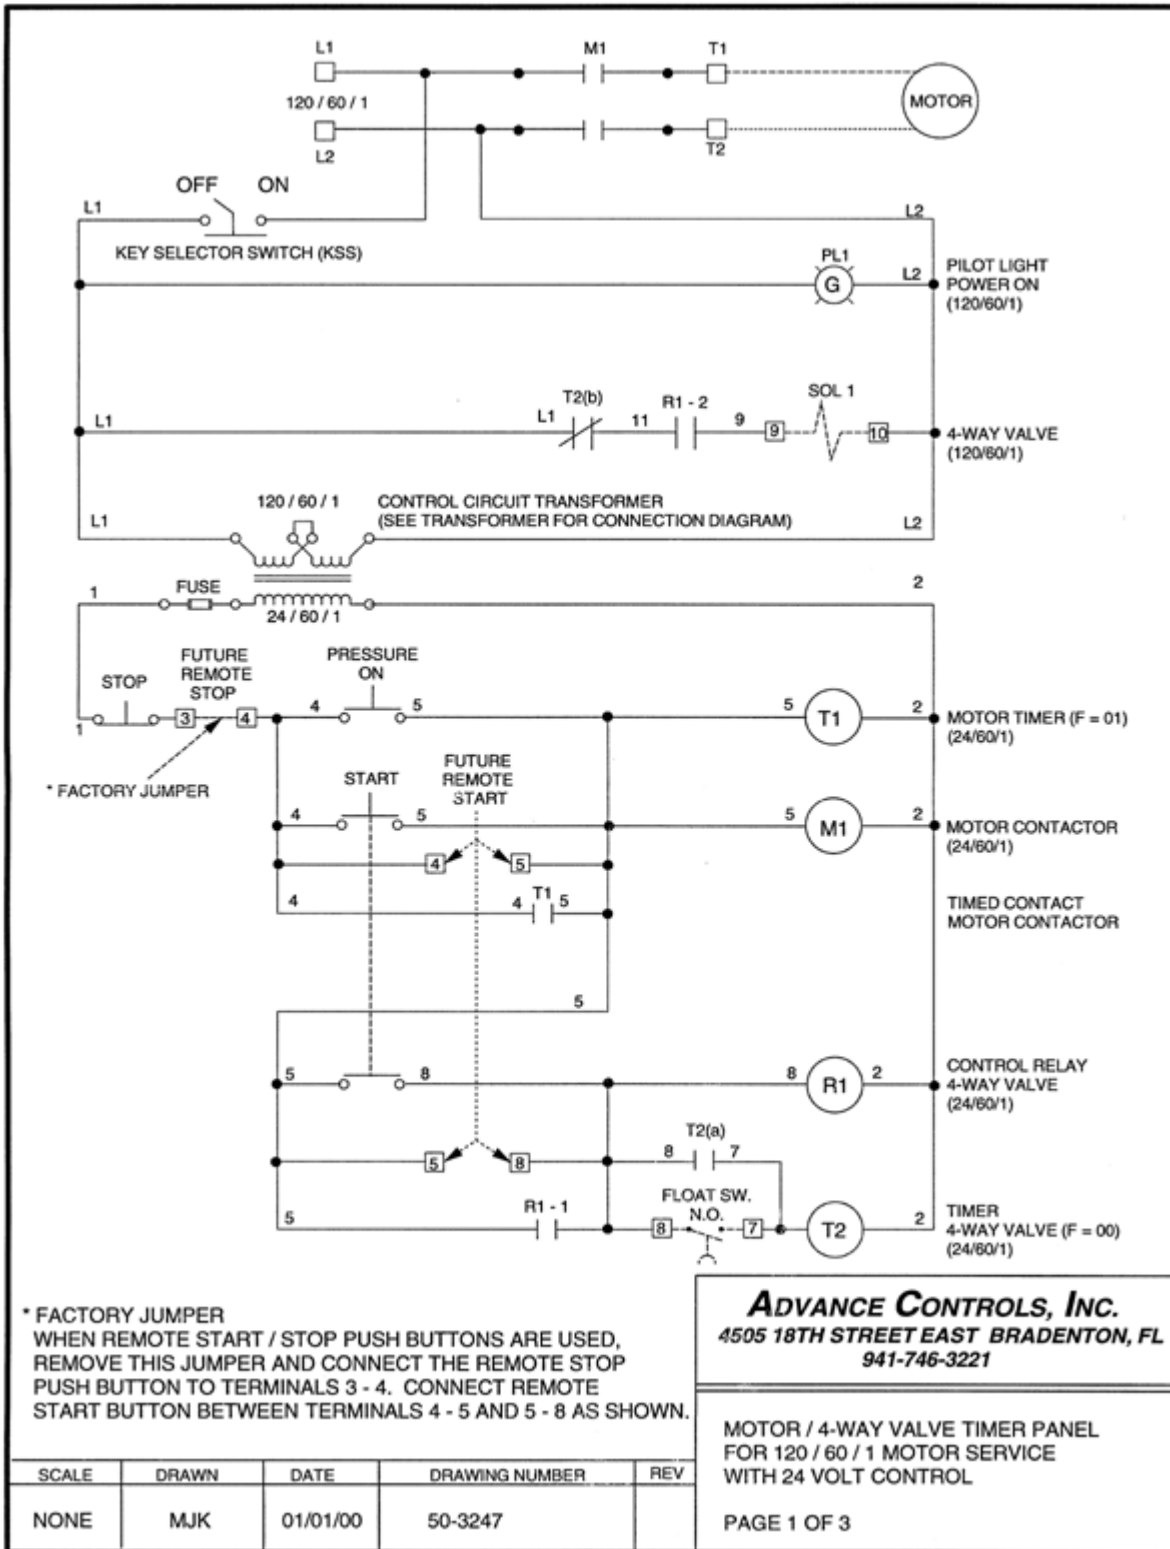 L1 M1 T1
120 / 60 / 1 MOTOR
L2 T2
OFF ON
L1 L2
KEY SELECTOR SWITCH (KSS)
PL1
G L2
PILOT LIGHT
POWER ON
(120/60/1)
SOL 1
L1 L1 T2(b) 11 R1 - 2 9 9 10
4-WAY VALVE
(120/60/1)
120 / 60 / 1
CONTROL CIRCUIT TRANSFORMER
(SEE TRANSFORMER FOR CONNECTION DIAGRAM)
L1 L2
1 FUSE 2
24 / 60 / 1
STOP
FUTURE
REMOTE
STOP
PRESSURE
ON
1 3 4 4 5 5 T1 2
MOTOR TIMER (F = 01)
(24/60/1)
* FACTORY JUMPER
START
FUTURE
REMOTE
START
4 5 5 M1 2
MOTOR CONTACTOR
(24/60/1)
4 5
4 4 T1 5
TIMED CONTACT
MOTOR CONTACTOR
5
5 8 8 R1 2
CONTROL RELAY
4-WAY VALVE
(24/60/1)
T2(a)
5 8 8 7
FLOAT SW.
N.O.
5 R1 - 1 8 7 T2 2
TIMER
4-WAY VALVE (F = 00)
(24/60/1)
* FACTORY JUMPER
WHEN REMOTE START / STOP PUSH BUTTONS ARE USED,
REMOVE THIS JUMPER AND CONNECT THE REMOTE STOP
PUSH BUTTON TO TERMINALS 3 - 4. CONNECT REMOTE
START BUTTON BETWEEN TERMINALS 4 - 5 AND 5 - 8 AS SHOWN.
ADVANCE CONTROLS, INC.
4505 18TH STREET EAST BRADENTON, FL
941-746-3221
MOTOR / 4-WAY VALVE TIMER PANEL
FOR 120 / 60 / 1 MOTOR SERVICE
WITH 24 VOLT CONTROL
PAGE 1 OF 3
SCALE DRAWN DATE DRAWING NUMBER REV
NONE MJK 01/01/00 50-3247